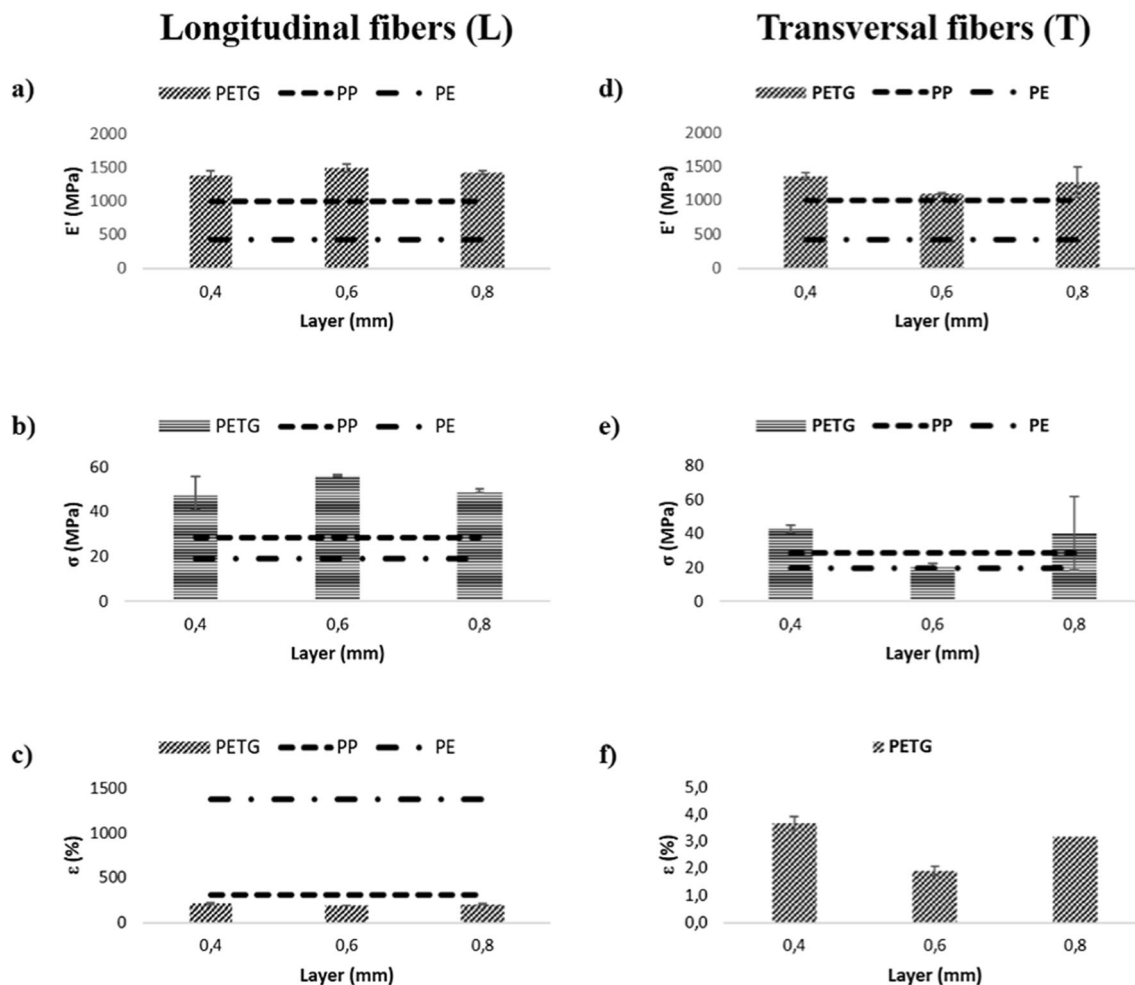 Longitudinal fibers (L)
Transversal fibers (T)
a)
PETG PP PE
2000
1500
1000
500
0
E' (MPa)
0,4 0,6 0,8
Layer (mm)
d)
PETG PP PE
2000
1500
1000
500
0
E' (MPa)
0,4 0,6 0,8
Layer (mm)
b)
PETG PP PE
60
40
20
0
σ (MPa)
0,4 0,6 0,8
Layer (mm)
e)
PETG PP PE
80
60
40
20
0
σ (MPa)
0,4 0,6 0,8
Layer (mm)
c)
PETG PP PE
1500
1000
500
0
ε (%)
0,4 0,6 0,8
Layer (mm)
f)
PETG
5,0
4,0
3,0
2,0
1,0
0,0
ε (%)
0,4 0,6 0,8
Layer (mm)